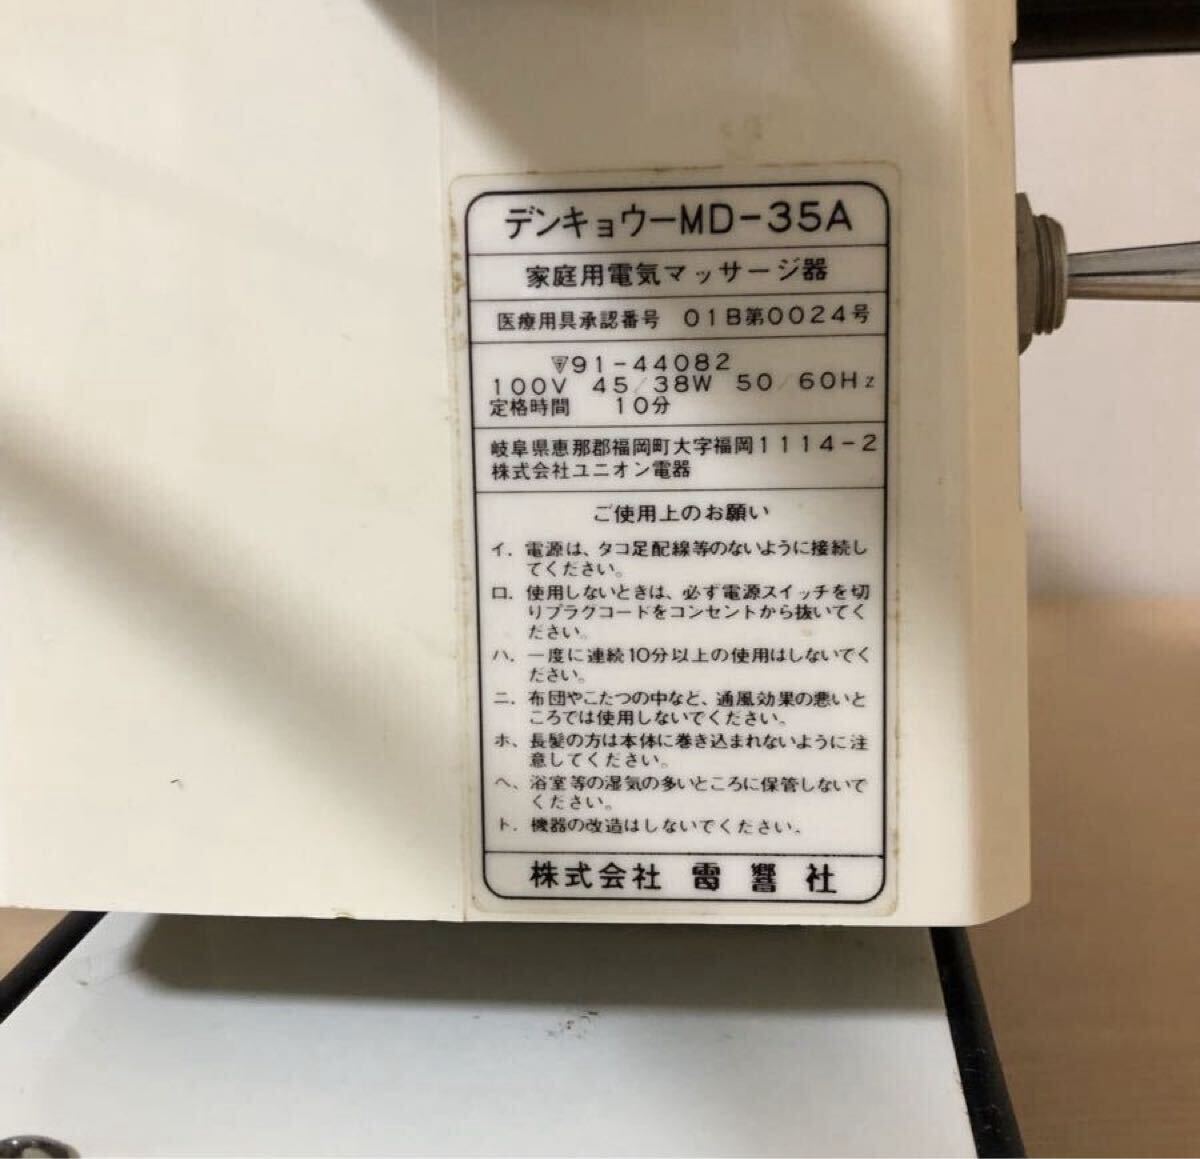 デンキョウーMD-35A
家庭用電気マッサージ器
医療用具承認番号 01B第0024号
〒91-44082
100V 45/38W 50/60Hz
定格時間 10分
岐阜県恵那郡福岡町大字福岡1114-2
株式会社ユニオン電器
ご使用上のお願い
イ. 電源は、タコ足配線等のないように接続し
てください。
ロ. 使用しないときは、必ず電源スイッチを切
りプラグコードをコンセントから抜いてく
ださい。
ハ. 一度に連続10分以上の使用はしないでく
ださい。
ニ. 布団やこたつの中など、通風効果の悪いと
ころでは使用しないでください。
ホ、長髪の方は本体に巻き込まれないように注
意してください。
ヘ、浴室等の湿気の多いところに保管しないで
ください。
ト. 機器の改造はしないでください。
株式会社 電響社